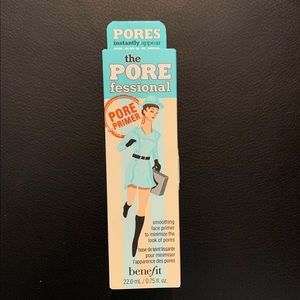 PORES
instantly appear
the
PORE
fessional
PORE
PRIMER
smoothing
face primer
to minimize the
look of pores
base de teint lissante
pour minimiser
l'apparence des pores
benefit
22.0 mL / 0.75 fl. oz.